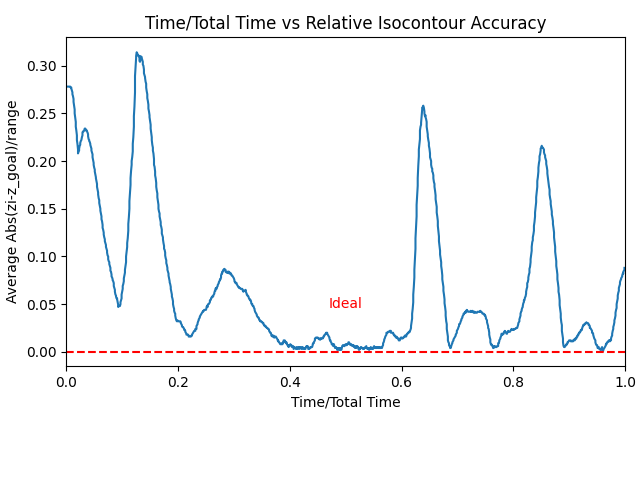 Time/Total Time vs Relative Isocontour Accuracy
Average Abs(zi-z_goal)/range
0.30
0.25
0.20
0.15
0.10
0.05
0.00
Ideal
0.0 0.2 0.4 0.6 0.8 1.0
Time/Total Time